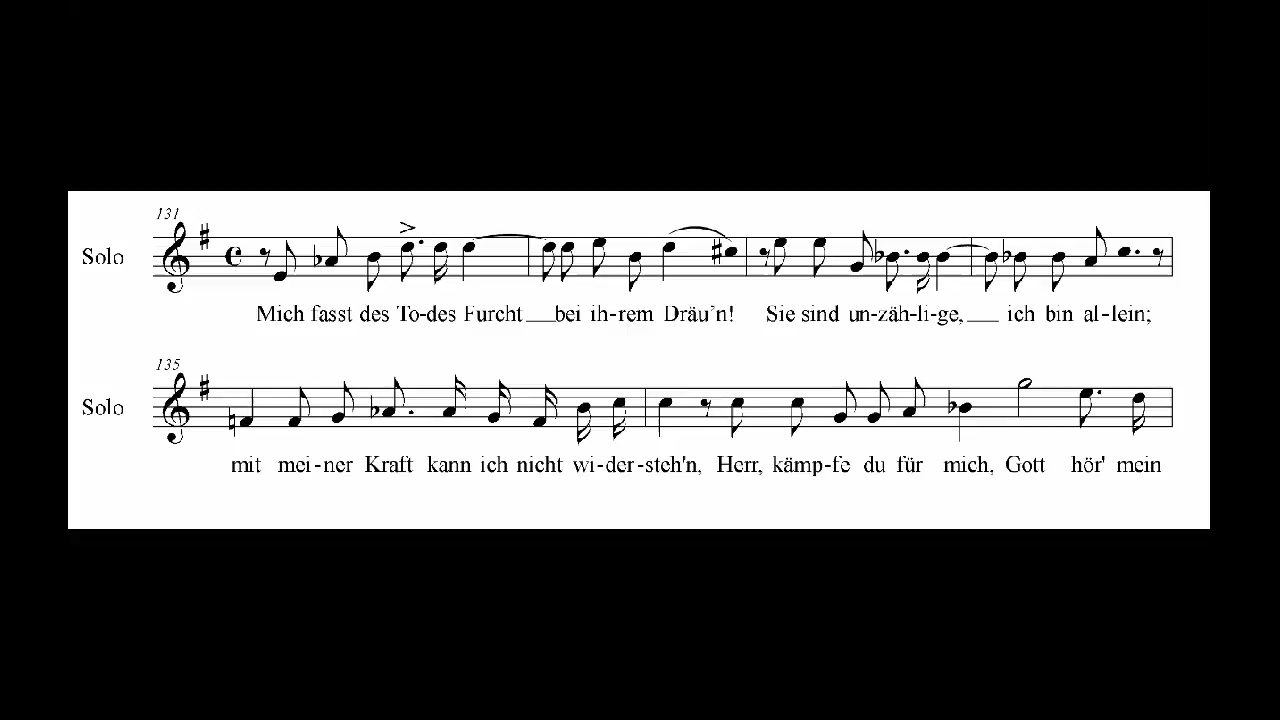 131
Solo
Mich fasst des To-des Furcht __ bei ih-rem Dräu'n! Sie sind un-zäh-li-ge, __ ich bin al-lein;
135
Solo
mit mei-ner Kraft kann ich nicht wi-der-steh'n, Herr, kämp-fe du für mich, Gott hör' mein